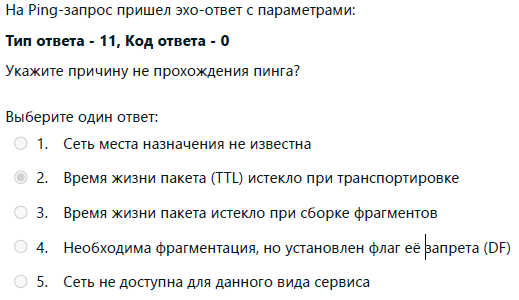 На Ping-запрос пришел эхо-ответ с параметрами:
Тип ответа - 11, Код ответа - 0
Укажите причину не прохождения пинга?
Выберите один ответ:
1. Сеть места назначения не известна
2. Время жизни пакета (TTL) истекло при транспортировке
3. Время жизни пакета истекло при сборке фрагментов
4. Необходима фрагментация, но установлен флаг её запрета (DF)
5. Сеть не доступна для данного вида сервиса